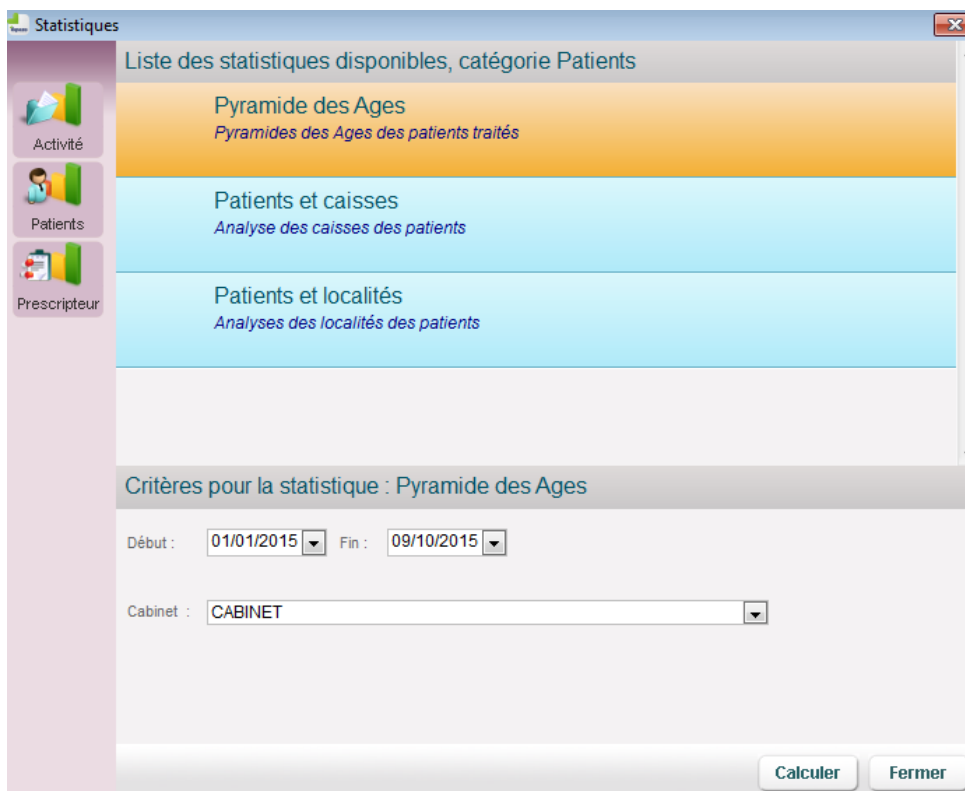 Statistiques
Liste des statistiques disponibles, catégorie Patients
Activité
Patients
Prescripteur
Pyramide des Ages
Pyramides des Ages des patients traités
Patients et caisses
Analyse des caisses des patients
Patients et localités
Analyses des localités des patients
Critères pour la statistique : Pyramide des Ages
Début : 01/01/2015 Fin : 09/10/2015
Cabinet : CABINET
Calculer Fermer